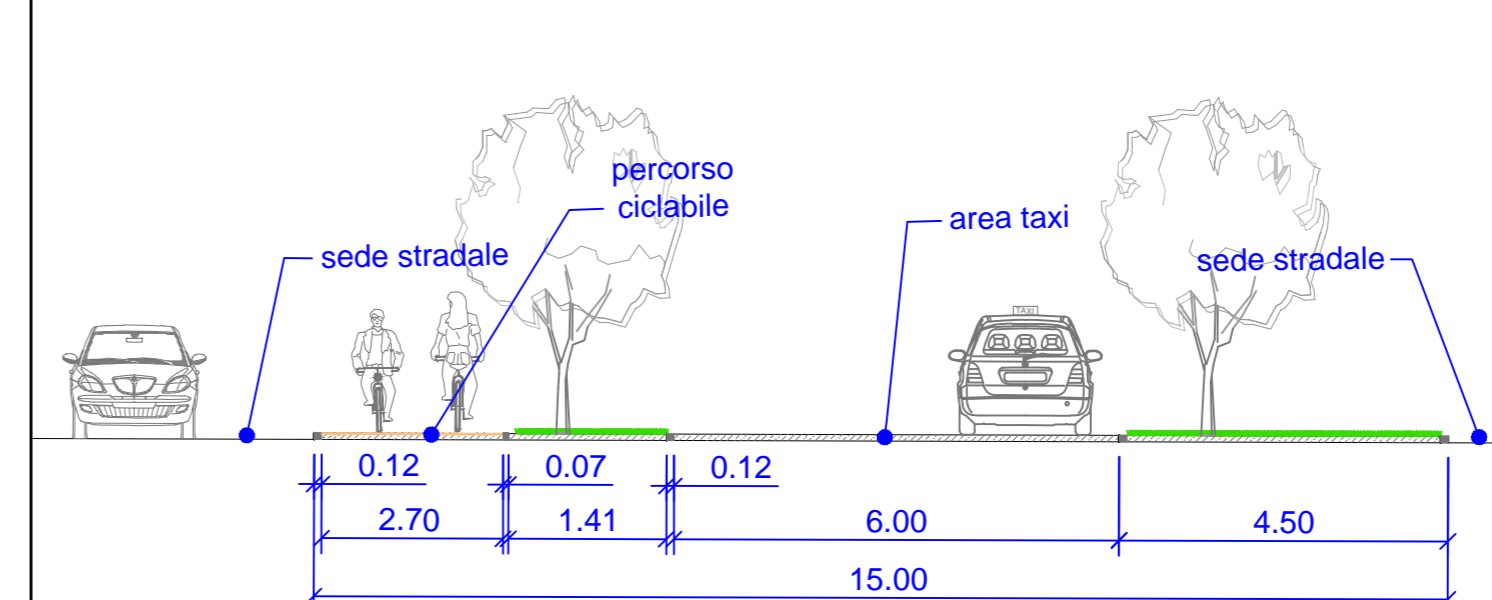 percorso
ciclabile
area taxi
sede stradale
sede stradale
TAXI
0.12
0.07
0.12
2.70
1.41
6.00
4.50
15.00